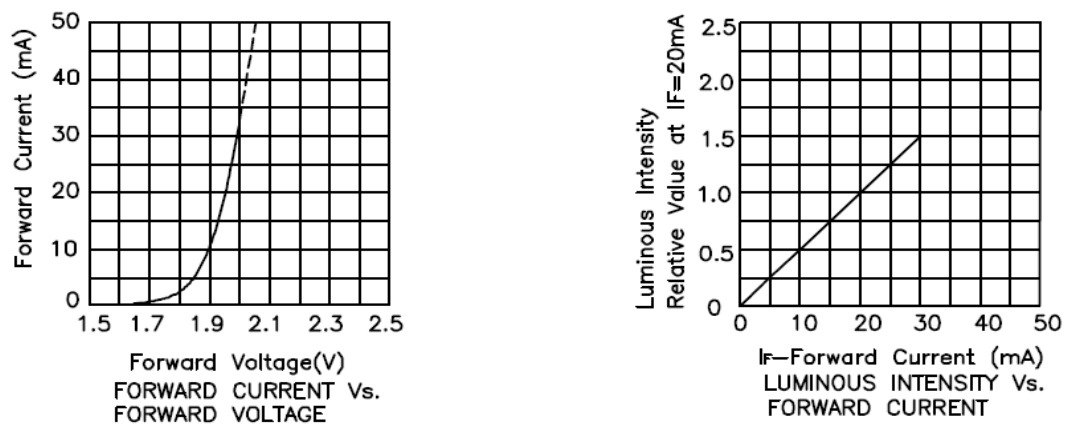 Forward Current (mA)
50
40
30
20
10
0
1.5 1.7 1.9 2.1 2.3 2.5
Forward Voltage(V)
FORWARD CURRENT Vs.
FORWARD VOLTAGE
Luminous Intensity
Relative Value at IF=20mA
2.5
2.0
1.5
1.0
0.5
0
0 10 20 30 40 50
IF-Forward Current (mA)
LUMINOUS INTENSITY Vs.
FORWARD CURRENT